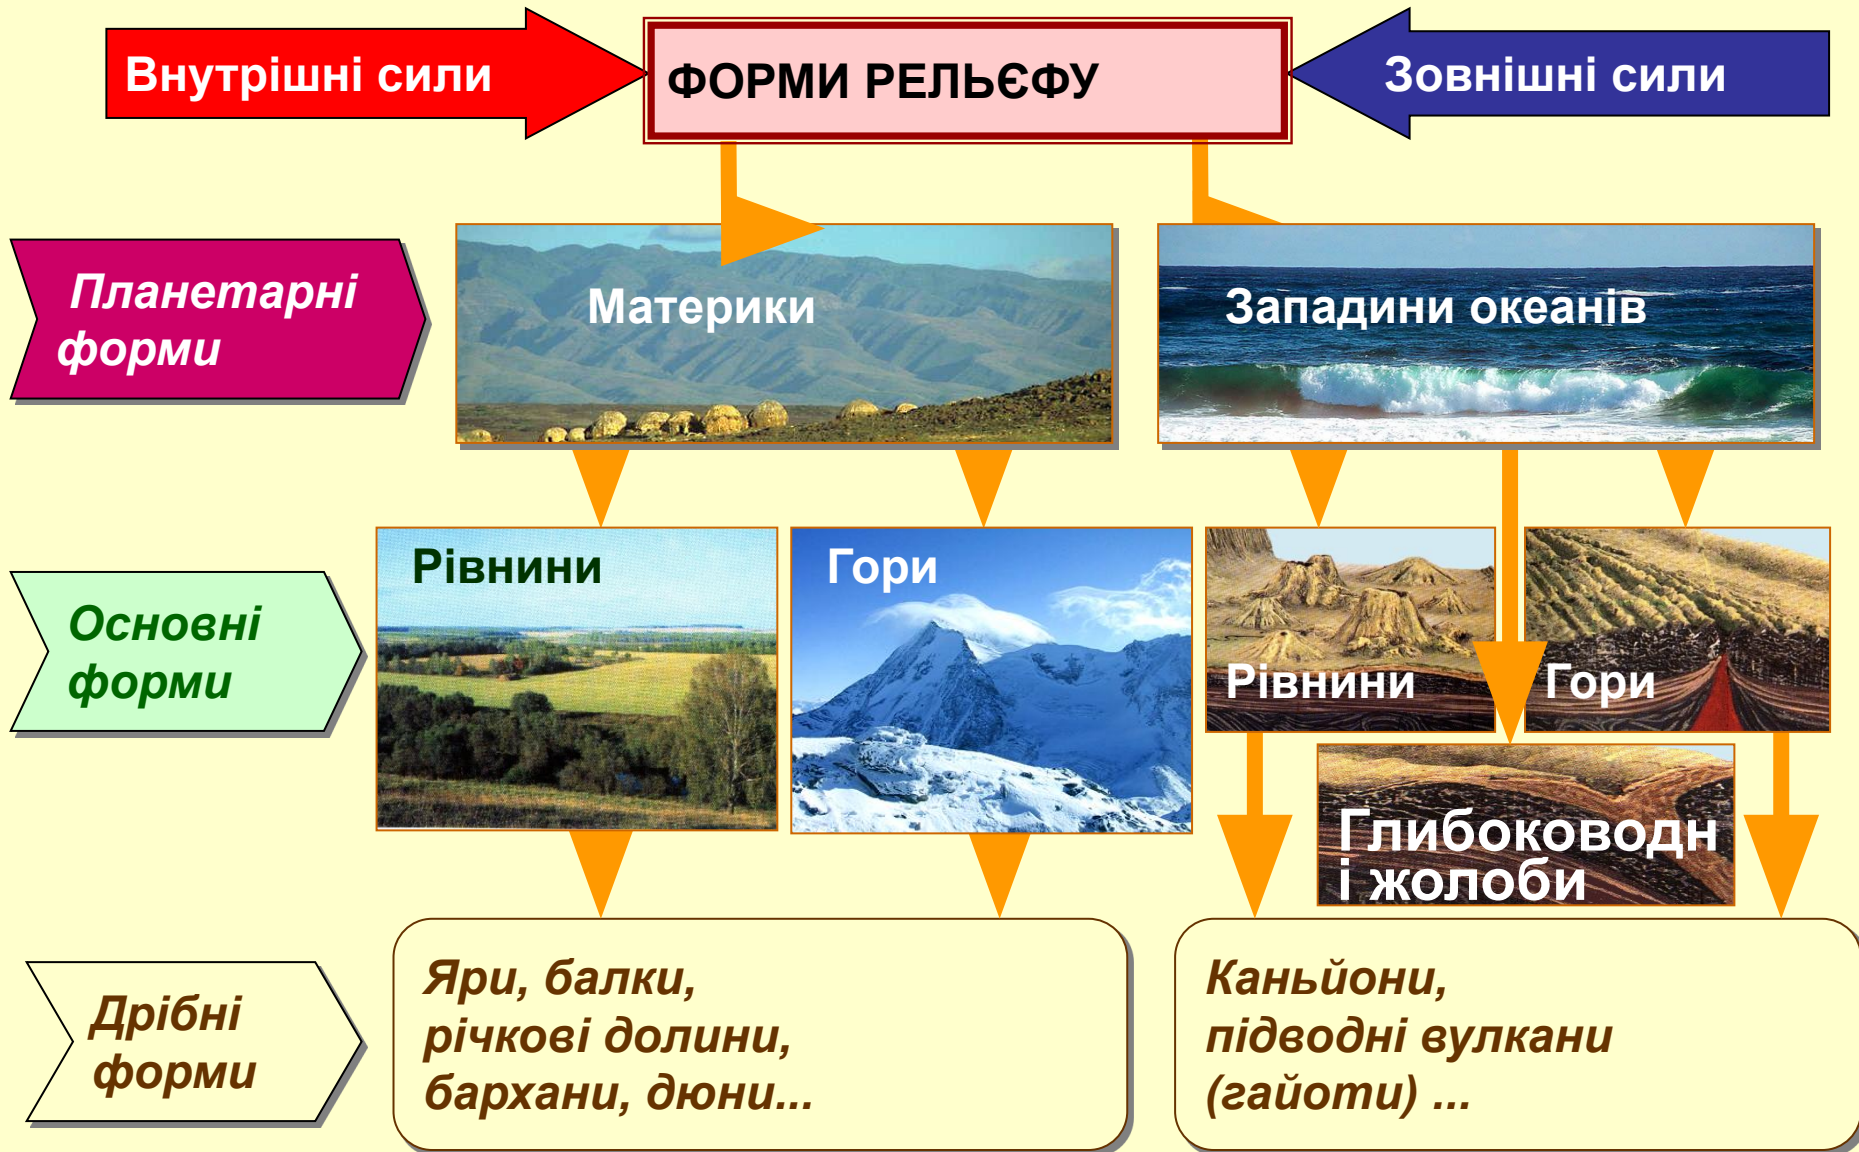 Внутрішні сили
ФОРМИ РЕЛЬЄФУ
Зовнішні сили
Планетарні
форми
Материки
Западини океанів
Основні
форми
Рівнини
Гори
Рівнини
Гори
Глибоководн
і жолоби
Дрібні
форми
Яри, балки,
річкові долини,
бархани, дюни...
Каньйони,
підводні вулкани
(гайоти) ...